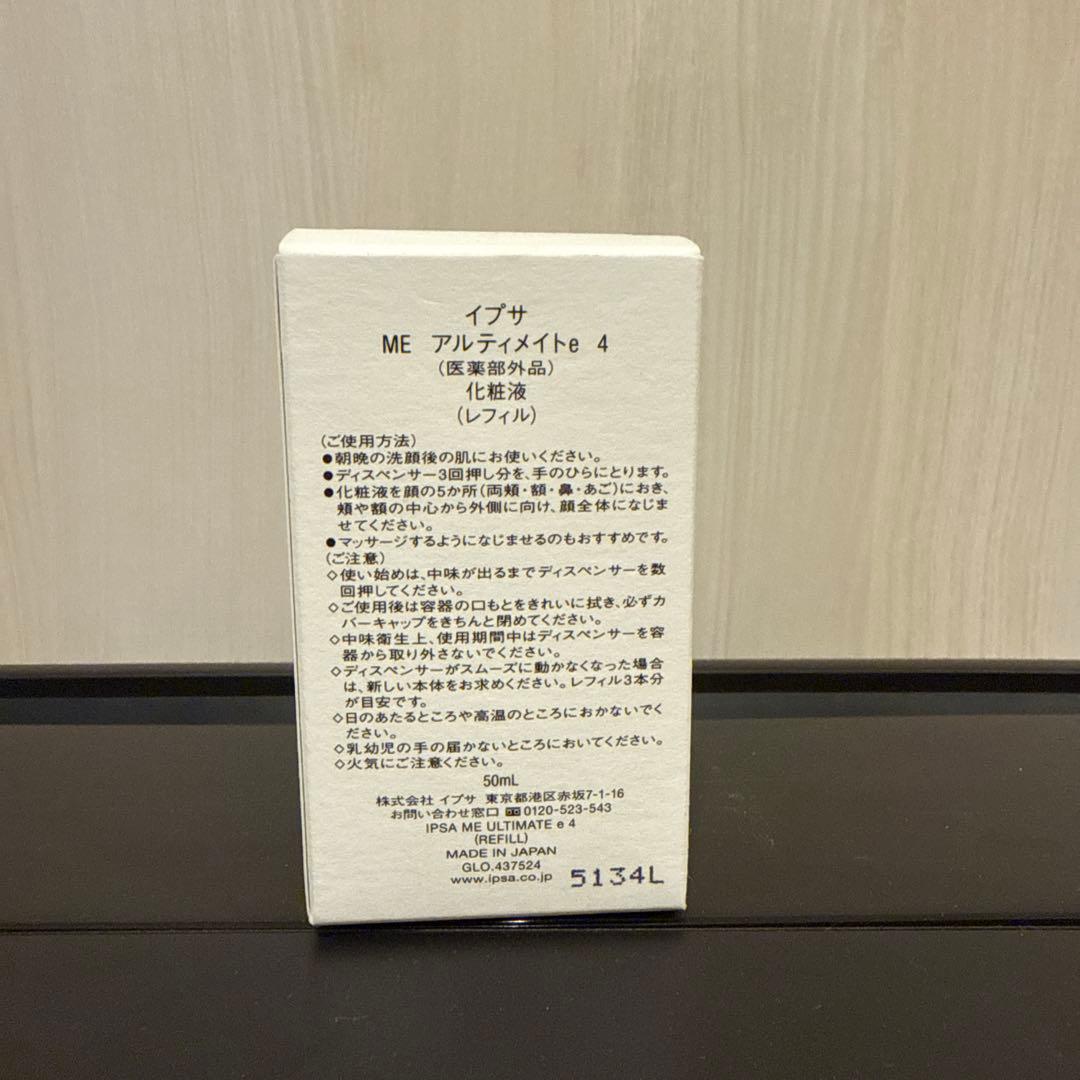 イプサ
ME アルティメイトe 4
(医薬部外品)
化粧液
(レフィル)
(ご使用方法)
●朝晩の洗顔後の肌にお使いください。
●ディスペンサー3回押し分を、手のひらにとります。
●化粧液を顔の5か所(両頬・額・鼻・あご)におき、
頬や額の中心から外側に向け、顔全体になじま
せてください。
●マッサージするようになじませるのもおすすめです。
(ご注意)
◇使い始めは、中味が出るまでディスペンサーを数
回押してください。
◇ご使用後は容器の口もとをきれいに拭き、必ずカ
バーキャップをきちんと閉めてください。
◇中味衛生上、使用期間中はディスペンサーを容
器から取り外さないでください。
◇ディスペンサーがスムーズに動かなくなった場合
は、新しい本体をお求めください。レフィル3本分
が目安です。
◇日のあたるところや高温のところにおかないでく
ださい。
◇乳幼児の手の届かないところにおいてください。
◇火気にご注意ください。
50mL
株式会社 イプサ 東京都港区赤坂7-1-16
お問い合わせ窓口 0120-523-543
IPSA ME ULTIMATE e 4
(REFILL)
MADE IN JAPAN
GLO.437524
www.ipsa.co.jp 5134L